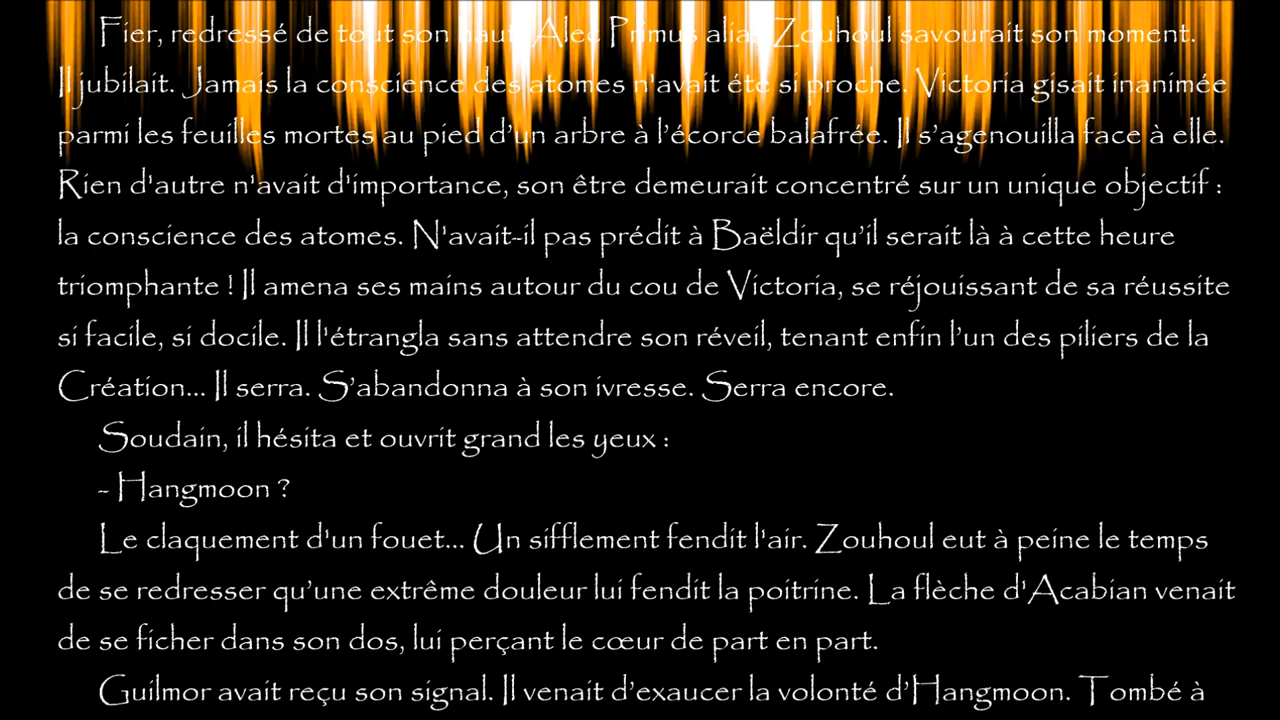 Fier, redressé de tout son haut, Alec Primus alias Zouhoul savourait son moment.
Il jubilait. Jamais la conscience des atomes n'avait été si proche. Victoria gisait inanimée
parmi les feuilles mortes au pied d’un arbre à l’écorce balafrée. Il s’agenouilla face à elle.
Rien d'autre n'avait d'importance, son être demeurait concentré sur un unique objectif :
la conscience des atomes. N'avait-il pas prédit à Baëldir qu’il serait là à cette heure
triomphante ! Il amena ses mains autour du cou de Victoria, se réjouissant de sa réussite
si facile, si docile. Il l'étrangla sans attendre son réveil, tenant enfin l’un des piliers de la
Création... Il serra. S’abandonna à son ivresse. Serra encore.
Soudain, il hésita et ouvrit grand les yeux :
- Hangmoon ?
Le claquement d'un fouet... Un sifflement fendit l'air. Zouhoul eut à peine le temps
de se redresser qu’une extrême douleur lui fendit la poitrine. La flèche d'Acabian venait
de se ficher dans son dos, lui perçant le cœur de part en part.
Guilmor avait reçu son signal. Il venait d’exaucer la volonté d’Hangmoon. Tombé à